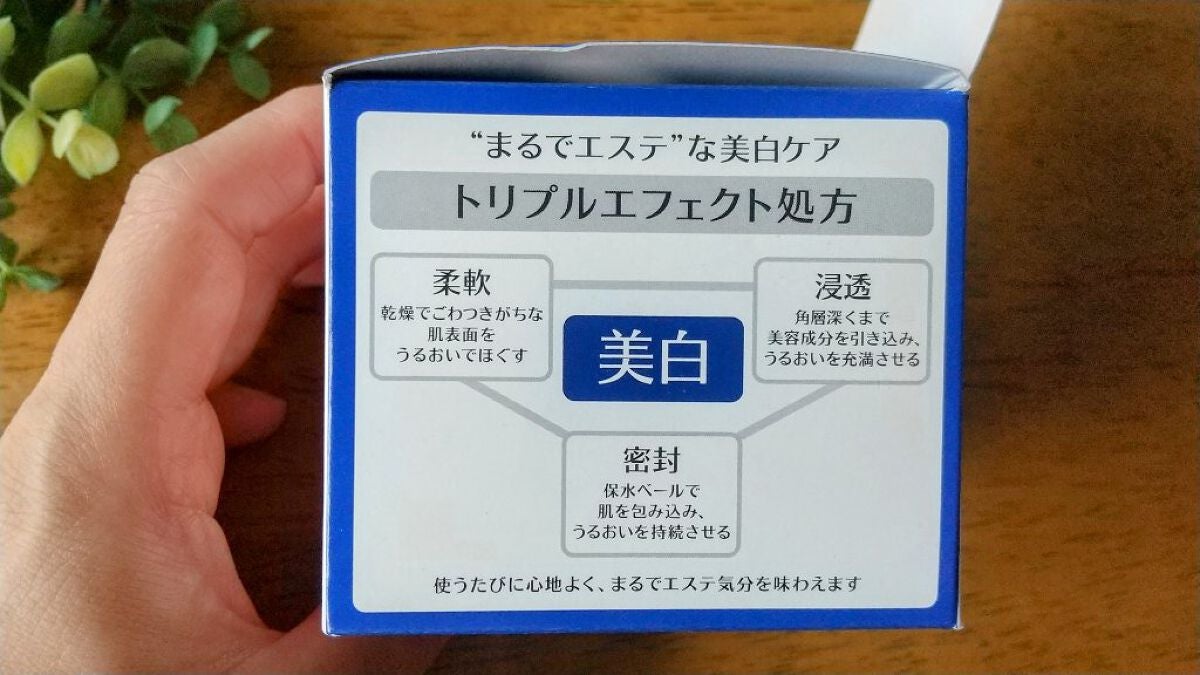 “まるでエステ”な美白ケア
トリプルエフェクト処方
柔軟
乾燥でごわつきがちな
肌表面を
うるおいでほぐす
浸透
角層深くまで
美容成分を引き込み、
うるおいを充満させる
美白
密封
保水ベールで
肌を包み込み、
うるおいを持続させる
使うたびに心地よく、まるでエステ気分を味わえます